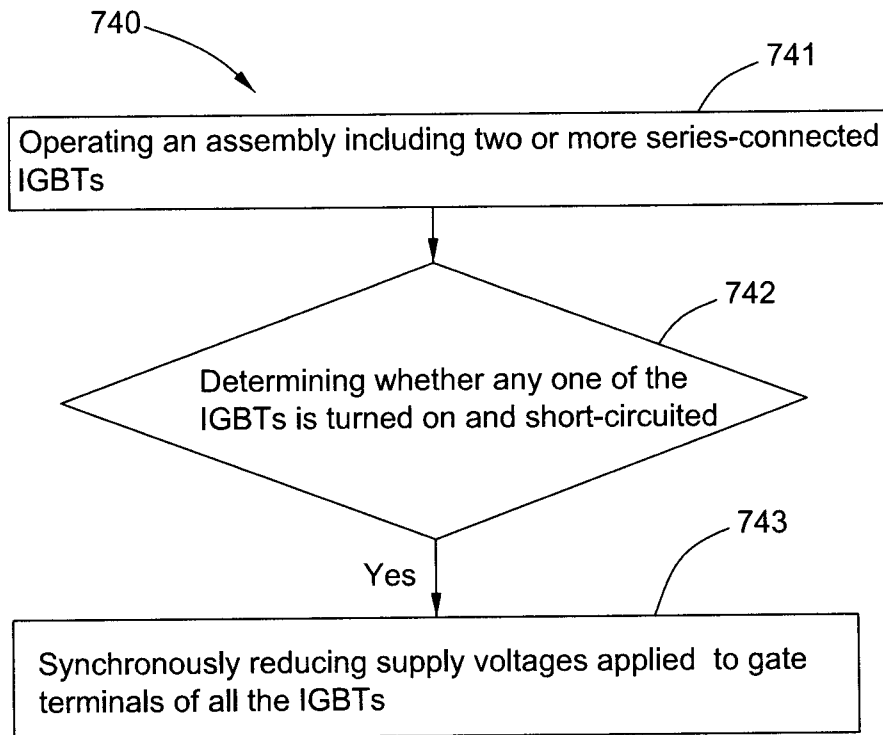 740
741
Operating an assembly including two or more series-connected
IGBTs
742
Determining whether any one of the
IGBTs is turned on and short-circuited
743
Yes
Synchronously reducing supply voltages applied to gate
terminals of all the IGBTs